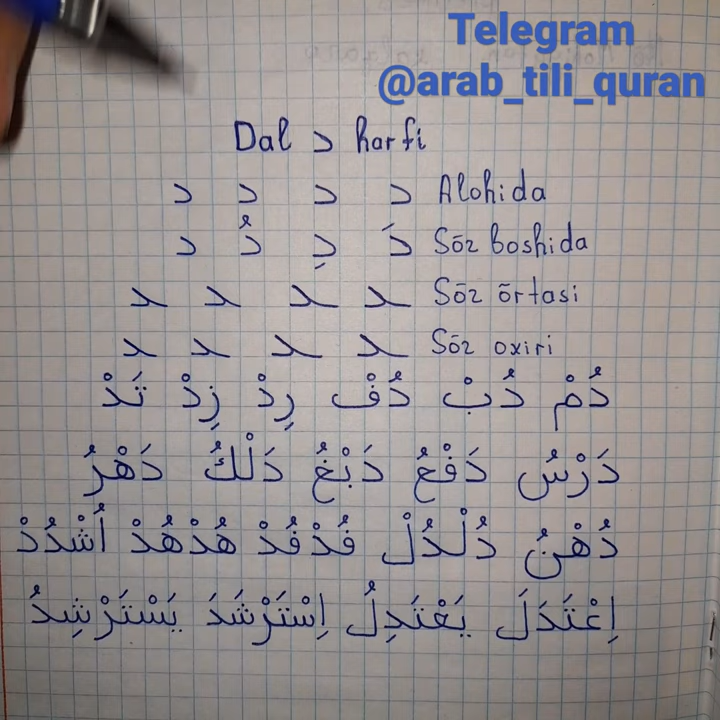 Telegram
@arab_tili_quran
Dal د harfi
د د د د Alohida
دَ دِ دُ د Sōz boshida
ـد ـد ـد ـد Sōz ōrtasi
ـد ـد ـد ـد Sōz oxiri
دُمْ دُبْ دُفْ رِدْ زِدْ تَدْ
دَرْسُ دَفْعُ دَبْغُ دَلْكُ دَهْرُ
دُهْنُ دُلْدُلْ فُدْفُدْ هُدْهُدْ أُشْدُدْ
اِعْتَدَلَ يَعْتَدِلُ اِسْتَرْشَدَ يَسْتَرْشِدُ